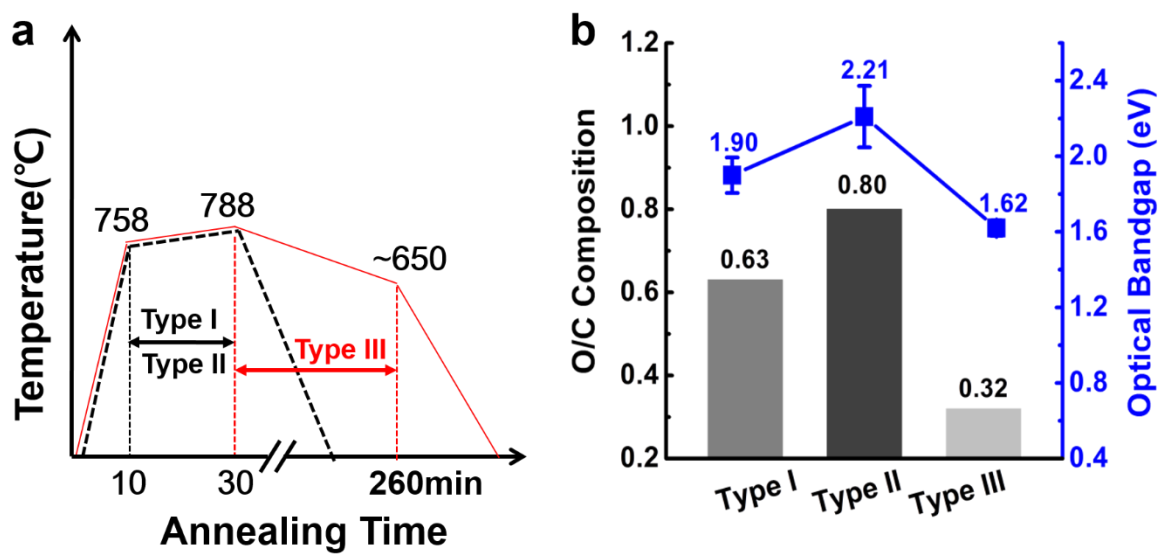 a
Temperature(℃)
758
788
~650
Type I
Type II
Type III
10
30
260min
Annealing Time
b
O/C Composition
1.2
1.0
0.8
0.6
0.4
0.2
1.90
2.21
1.62
0.63
0.80
0.32
Type I
Type II
Type III
2.4
2.0
1.6
1.2
0.8
0.4
Optical Bandgap (eV)